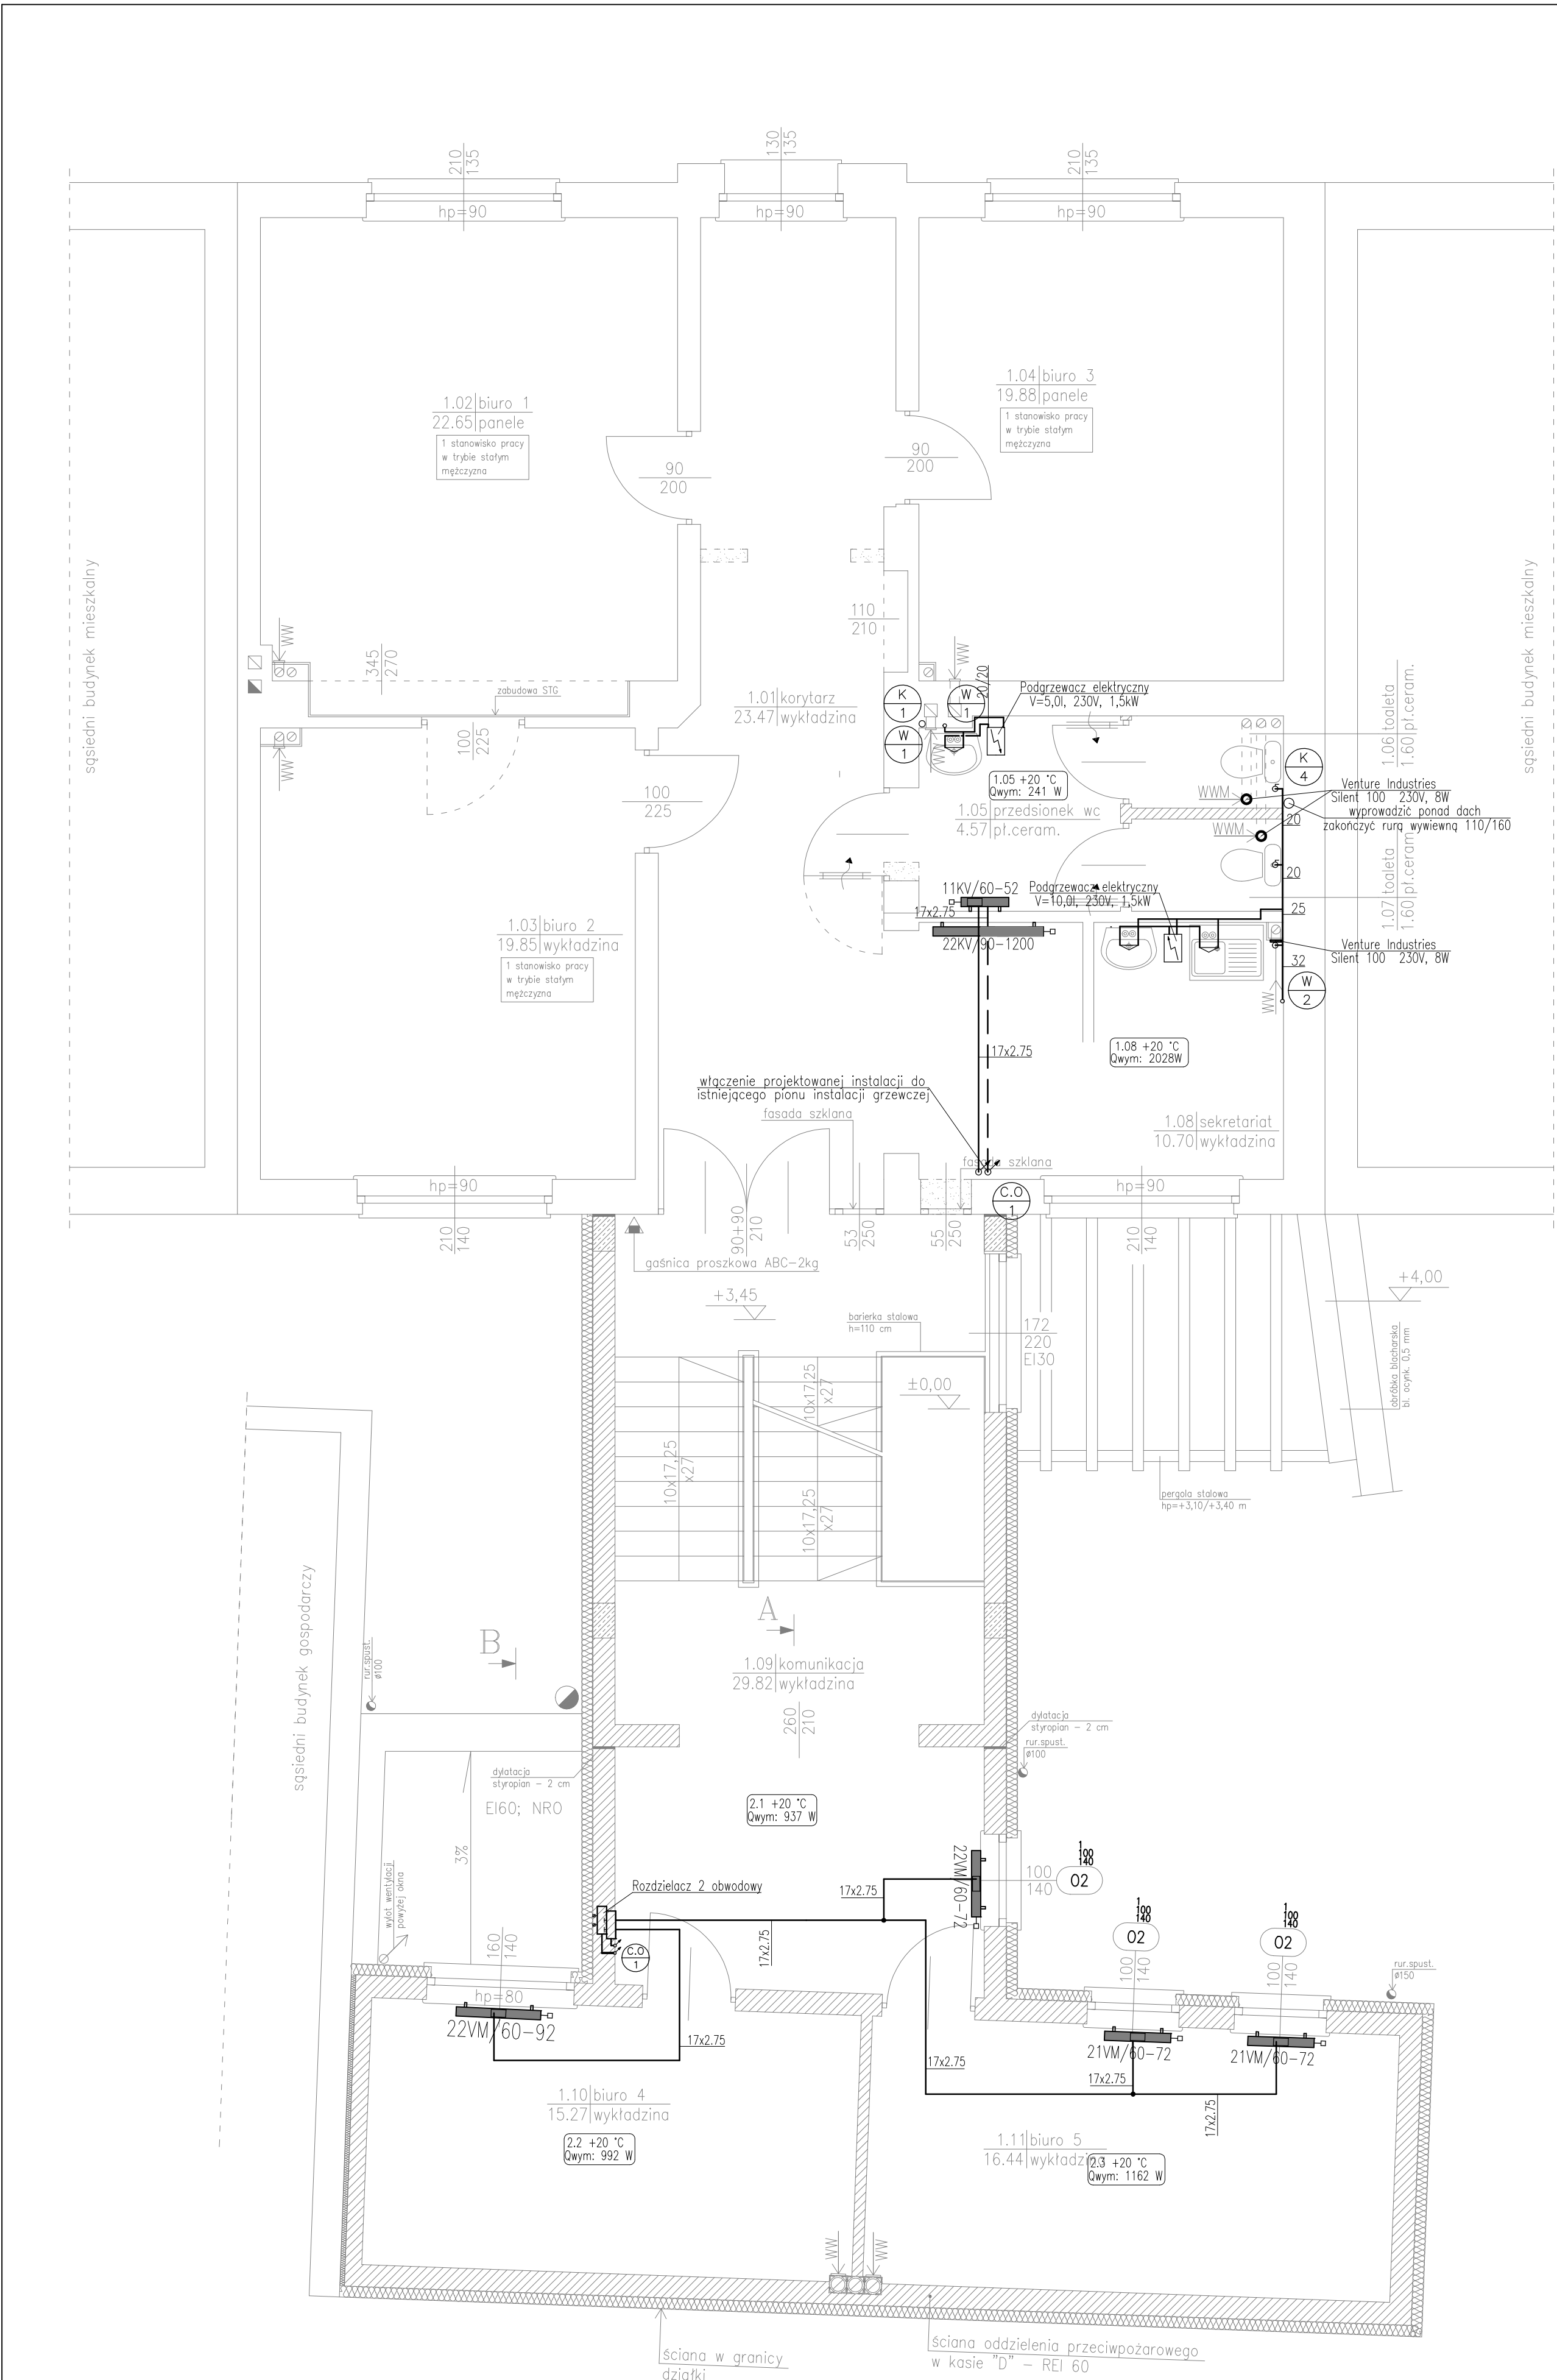 130
135
210
135
210
135
hp=90
hp=90
hp=90
1.04 biuro 3
19.88 panele
1 stanowisko pracy
w trybie stałym
mężczyzna
1.02 biuro 1
22.65 panele
1 stanowisko pracy
w trybie stałym
mężczyzna
90
200
90
200
sąsiedni budynek mieszkalny
sąsiedni budynek mieszkalny
110
210
WW
345
270
zabudowa STG
WW
20/20
1.01 korytarz
23.47 wykładzina
K
1
W
1
W
1
WW
Podgrzewacz elektryczny
V=5,0l, 230V, 1,5kW
1.06 toaleta
1.60 pł.ceram.
WW
100
225
100
225
1.05 +20 °C
Qwym: 241 W
1.05 przedsionek wc
4.57 pł.ceram.
K
4
WWM
WWM
Venture Industries
Silent 100 230V, 8W
wyprowadzić ponad dach
zakończyć rurą wywiewną 110/160
20
20
1.07 toaleta
1.60 pł.ceram.
11KV/60-52
Podgrzewacz elektryczny
V=10,0l, 230V, 1,5kW
17x2.75
22KV/90-1200
25
Venture Industries
Silent 100 230V, 8W
32
W
2
WW
1.03 biuro 2
19.85 wykładzina
1 stanowisko pracy
w trybie stałym
mężczyzna
17x2.75
1.08 +20 °C
Qwym: 2028W
włączenie projektowanej instalacji do
istniejącego pionu instalacji grzewczej
fasada szklana
1.08 sekretariat
10.70 wykładzina
fasada szklana
hp=90
C.O
1
hp=90
210
140
90+90
210
53
250
55
250
210
140
gaśnica proszkowa ABC-2kg
+3,45
barierka stalowa
h=110 cm
172
220
EI30
+4,00
obróbka blacharska
bl. ocynk. 0,5 mm
±0,00
10x17,25
x27
10x17,25
x27
10x17,25
x27
pergola stalowa
hp=+3,10/+3,40 m
sąsiedni budynek gospodarczy
A
B
rur.spust.
ø100
1.09 komunikacja
29.82 wykładzina
260
210
dylatacja
styropian - 2 cm
rur.spust.
ø100
dylatacja
styropian - 2 cm
EI60; NRO
3%
2.1 +20 °C
Qwym: 937 W
wylot wentylacji
powyżej okna
Rozdzielacz 2 obwodowy
17x2.75
22VM/60-72
100
140
1
100
140
O2
160
140
C.O
1
17x2.75
1
100
140
O2
1
100
140
O2
100
140
100
140
rur.spust.
ø150
hp=80
22VM/60-92
17x2.75
17x2.75
21VM/60-72
21VM/60-72
17x2.75
17x2.75
1.10 biuro 4
15.27 wykładzina
2.2 +20 °C
Qwym: 992 W
1.11 biuro 5
16.44 wykładzina
2.3 +20 °C
Qwym: 1162 W
WW
WW
ściana w granicy
działki
ściana oddzielenia przeciwpożarowego
w kasie "D" - REI 60